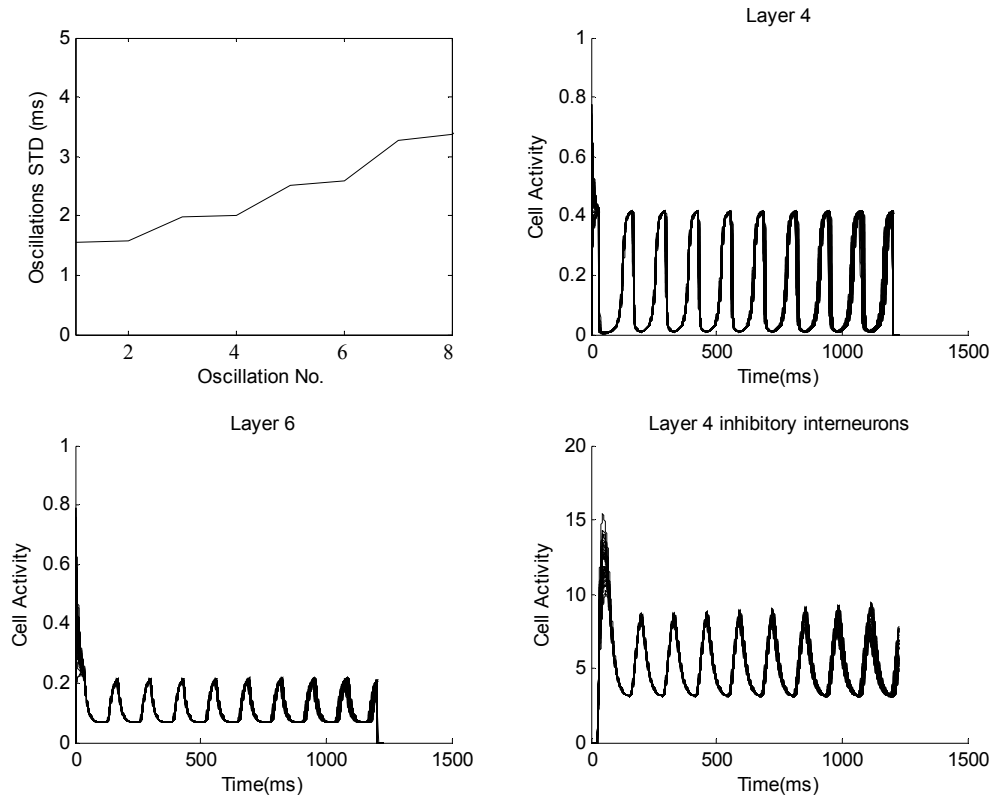 5
4
3
2
1
0
Oscillations STD (ms)
2 4 6 8
Oscillation No.
Layer 4
1
0.8
0.6
0.4
0.2
0
Cell Activity
0 500 1000 1500
Time(ms)
Layer 6
1
0.8
0.6
0.4
0.2
0
Cell Activity
0 500 1000 1500
Time(ms)
Layer 4 inhibitory interneurons
20
15
10
5
0
Cell Activity
0 500 1000 1500
Time(ms)